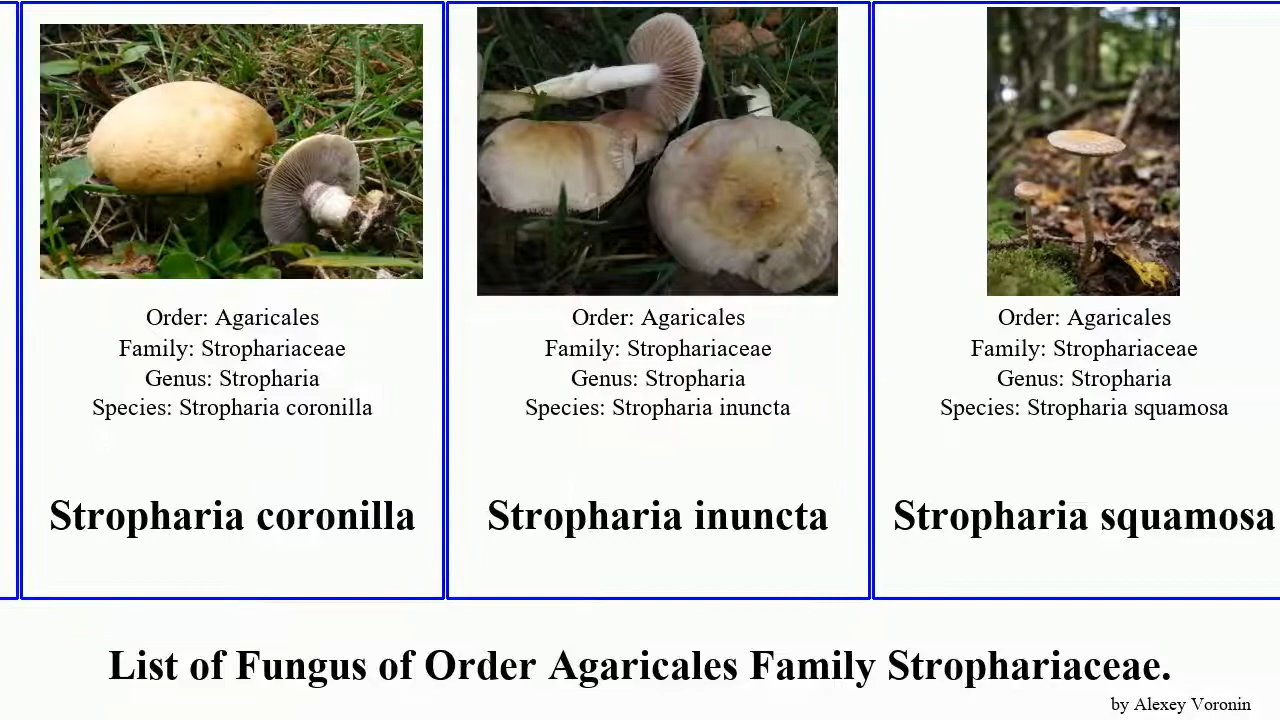 Order: Agaricales
Family: Strophariaceae
Genus: Stropharia
Species: Stropharia coronilla
Stropharia coronilla
Order: Agaricales
Family: Strophariaceae
Genus: Stropharia
Species: Stropharia inuncta
Stropharia inuncta
Order: Agaricales
Family: Strophariaceae
Genus: Stropharia
Species: Stropharia squamosa
Stropharia squamosa
List of Fungus of Order Agaricales Family Strophariaceae.
by Alexey Voronin